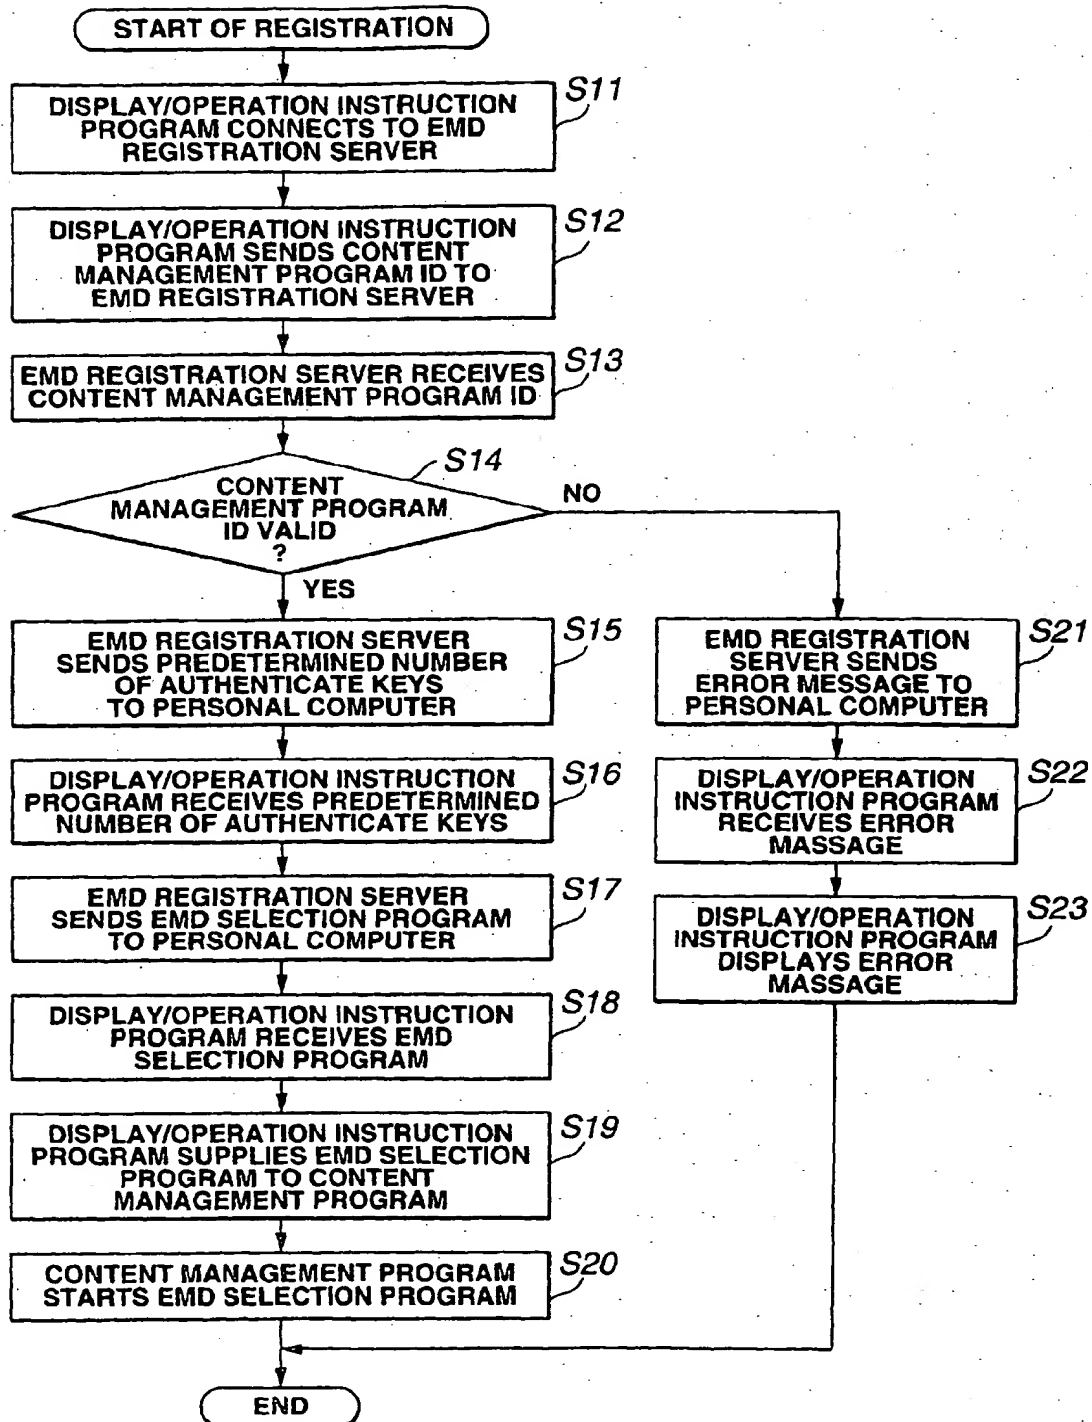 START OF REGISTRATION
S11
DISPLAY/OPERATION INSTRUCTION
PROGRAM CONNECTS TO EMD
REGISTRATION SERVER
S12
DISPLAY/OPERATION INSTRUCTION
PROGRAM SENDS CONTENT
MANAGEMENT PROGRAM ID TO
EMD REGISTRATION SERVER
S13
EMD REGISTRATION SERVER RECEIVES
CONTENT MANAGEMENT PROGRAM ID
S14
CONTENT
MANAGEMENT PROGRAM
ID VALID
?
NO
YES
S15
EMD REGISTRATION SERVER
SENDS PREDETERMINED NUMBER
OF AUTHENTICATE KEYS
TO PERSONAL COMPUTER
S16
DISPLAY/OPERATION INSTRUCTION
PROGRAM RECEIVES PREDETERMINED
NUMBER OF AUTHENTICATE KEYS
S17
EMD REGISTRATION SERVER
SENDS EMD SELECTION PROGRAM
TO PERSONAL COMPUTER
S18
DISPLAY/OPERATION INSTRUCTION
PROGRAM RECEIVES EMD
SELECTION PROGRAM
S19
DISPLAY/OPERATION INSTRUCTION
PROGRAM SUPPLIES EMD SELECTION
PROGRAM TO CONTENT
MANAGEMENT PROGRAM
S20
CONTENT MANAGEMENT PROGRAM
STARTS EMD SELECTION PROGRAM
S21
EMD REGISTRATION
SERVER SENDS
ERROR MESSAGE TO
PERSONAL COMPUTER
S22
DISPLAY/OPERATION
INSTRUCTION PROGRAM
RECEIVES ERROR
MASSAGE
S23
DISPLAY/OPERATION
INSTRUCTION PROGRAM
DISPLAYS ERROR
MASSAGE
END